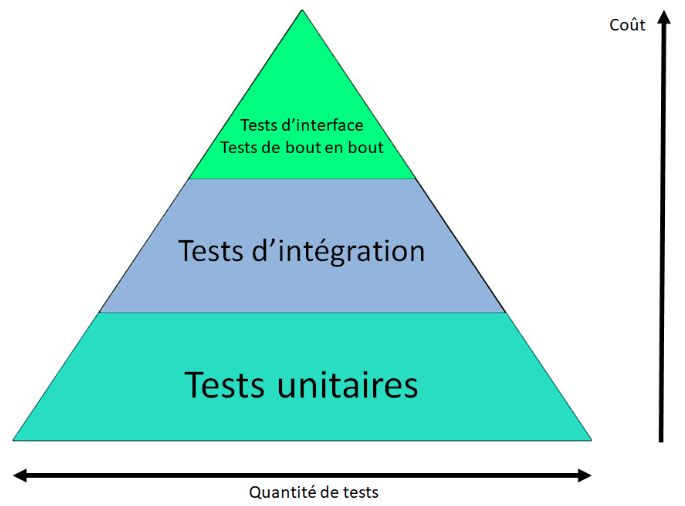 Coût
Tests d’interface
Tests de bout en bout
Tests d’intégration
Tests unitaires
Quantité de tests